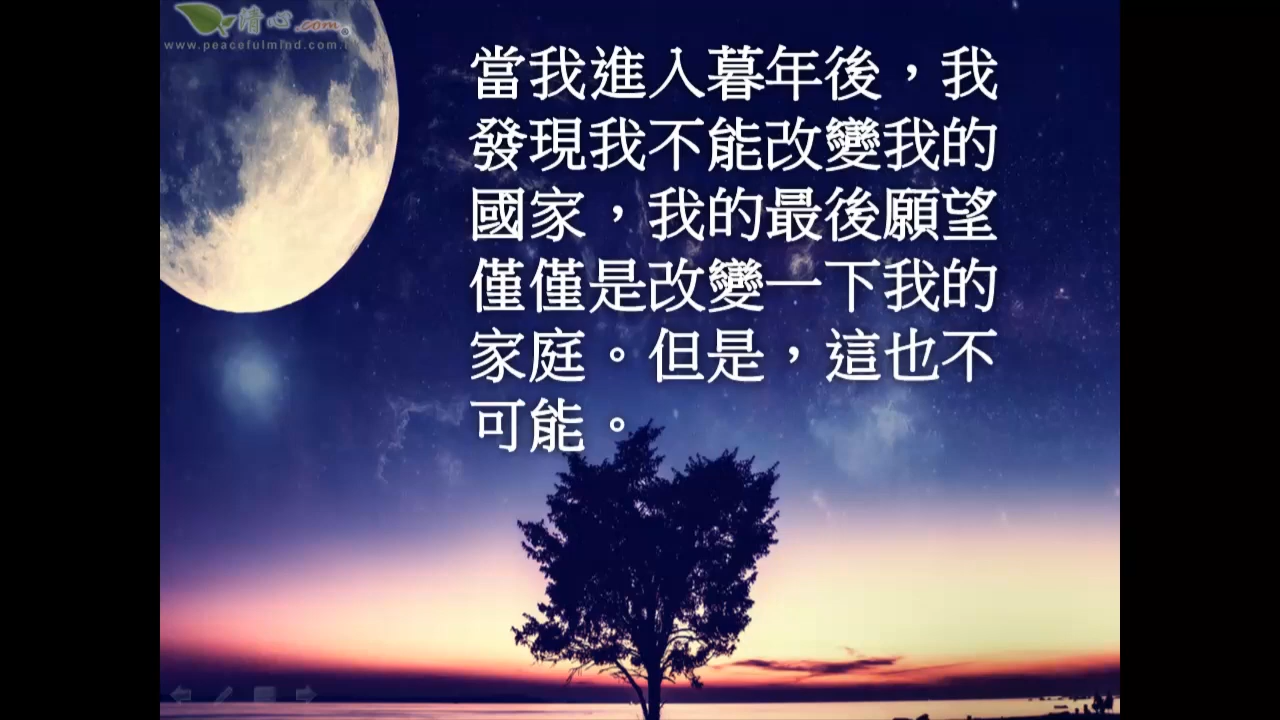 清心.com
www.peacefulmind.com
當我進入暮年後，我
發現我不能改變我的
國家，我的最後願望
僅僅是改變一下我的
家庭。但是，這也不
可能。